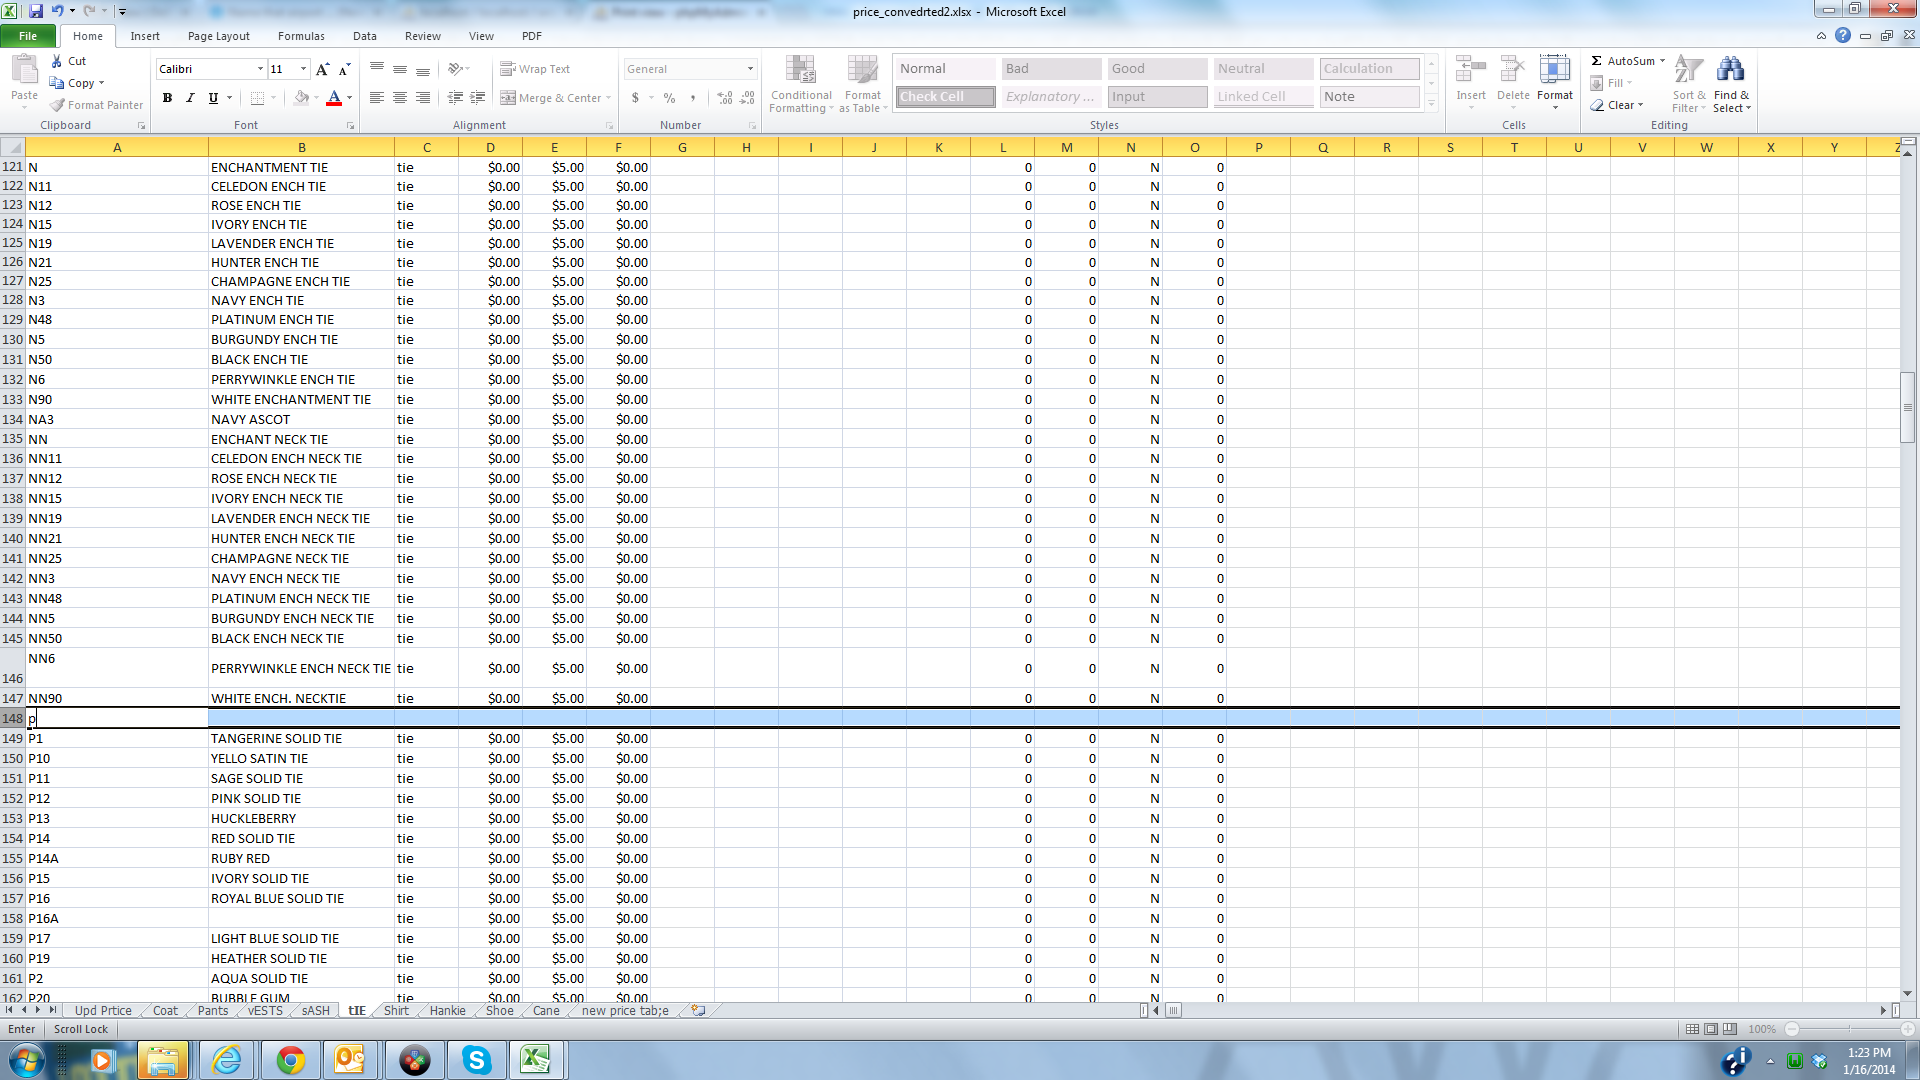 price_convedrted2.xlsx - Microsoft Excel
File Home Insert Page Layout Formulas Data Review View PDF
Paste Cut Copy Format Painter Clipboard
Calibri 11 A A B I U A Font
Wrap Text Merge & Center Alignment
General $ % , Number
Conditional Formatting Format as Table
Normal Bad Good Neutral Calculation
Check Cell Explanatory ... Input Linked Cell Note
Styles
Insert Delete Format Cells
Σ AutoSum Fill Clear Sort & Filter Find & Select Editing
A B C D E F G H I J K L M N O P Q R S T U V W X Y Z
121 N ENCHANTMENT TIE tie $0.00 $5.00 $0.00 0 0 N 0
122 N11 CELEDON ENCH TIE tie $0.00 $5.00 $0.00 0 0 N 0
123 N12 ROSE ENCH TIE tie $0.00 $5.00 $0.00 0 0 N 0
124 N15 IVORY ENCH TIE tie $0.00 $5.00 $0.00 0 0 N 0
125 N19 LAVENDER ENCH TIE tie $0.00 $5.00 $0.00 0 0 N 0
126 N21 HUNTER ENCH TIE tie $0.00 $5.00 $0.00 0 0 N 0
127 N25 CHAMPAGNE ENCH TIE tie $0.00 $5.00 $0.00 0 0 N 0
128 N3 NAVY ENCH TIE tie $0.00 $5.00 $0.00 0 0 N 0
129 N48 PLATINUM ENCH TIE tie $0.00 $5.00 $0.00 0 0 N 0
130 N5 BURGUNDY ENCH TIE tie $0.00 $5.00 $0.00 0 0 N 0
131 N50 BLACK ENCH TIE tie $0.00 $5.00 $0.00 0 0 N 0
132 N6 PERRYWINKLE ENCH TIE tie $0.00 $5.00 $0.00 0 0 N 0
133 N90 WHITE ENCHANTMENT TIE tie $0.00 $5.00 $0.00 0 0 N 0
134 NA3 NAVY ASCOT tie $0.00 $5.00 $0.00 0 0 N 0
135 NN ENCHANT NECK TIE tie $0.00 $5.00 $0.00 0 0 N 0
136 NN11 CELEDON ENCH NECK TIE tie $0.00 $5.00 $0.00 0 0 N 0
137 NN12 ROSE ENCH NECK TIE tie $0.00 $5.00 $0.00 0 0 N 0
138 NN15 IVORY ENCH NECK TIE tie $0.00 $5.00 $0.00 0 0 N 0
139 NN19 LAVENDER ENCH NECK TIE tie $0.00 $5.00 $0.00 0 0 N 0
140 NN21 HUNTER ENCH NECK TIE tie $0.00 $5.00 $0.00 0 0 N 0
141 NN25 CHAMPAGNE NECK TIE tie $0.00 $5.00 $0.00 0 0 N 0
142 NN3 NAVY ENCH NECK TIE tie $0.00 $5.00 $0.00 0 0 N 0
143 NN48 PLATINUM ENCH NECK TIE tie $0.00 $5.00 $0.00 0 0 N 0
144 NN5 BURGUNDY ENCH NECK TIE tie $0.00 $5.00 $0.00 0 0 N 0
145 NN50 BLACK ENCH NECK TIE tie $0.00 $5.00 $0.00 0 0 N 0
146 NN6 PERRYWINKLE ENCH NECK TIE tie $0.00 $5.00 $0.00 0 0 N 0
147 NN90 WHITE ENCH. NECKTIE tie $0.00 $5.00 $0.00 0 0 N 0
148 p
149 P1 TANGERINE SOLID TIE tie $0.00 $5.00 $0.00 0 0 N 0
150 P10 YELLO SATIN TIE tie $0.00 $5.00 $0.00 0 0 N 0
151 P11 SAGE SOLID TIE tie $0.00 $5.00 $0.00 0 0 N 0
152 P12 PINK SOLID TIE tie $0.00 $5.00 $0.00 0 0 N 0
153 P13 HUCKLEBERRY tie $0.00 $5.00 $0.00 0 0 N 0
154 P14 RED SOLID TIE tie $0.00 $5.00 $0.00 0 0 N 0
155 P14A RUBY RED tie $0.00 $5.00 $0.00 0 0 N 0
156 P15 IVORY SOLID TIE tie $0.00 $5.00 $0.00 0 0 N 0
157 P16 ROYAL BLUE SOLID TIE tie $0.00 $5.00 $0.00 0 0 N 0
158 P16A tie $0.00 $5.00 $0.00 0 0 N 0
159 P17 LIGHT BLUE SOLID TIE tie $0.00 $5.00 $0.00 0 0 N 0
160 P19 HEATHER SOLID TIE tie $0.00 $5.00 $0.00 0 0 N 0
161 P2 AQUA SOLID TIE tie $0.00 $5.00 $0.00 0 0 N 0
162 P20 BUBBLE GUM tie $0.00 $5.00 $0.00 0 0 N 0
Upd Prtice Coat Pants vESTS sASH tIE Shirt Hankie Shoe Cane new price tab;e
Enter Scroll Lock 100%
1:23 PM
1/16/2014